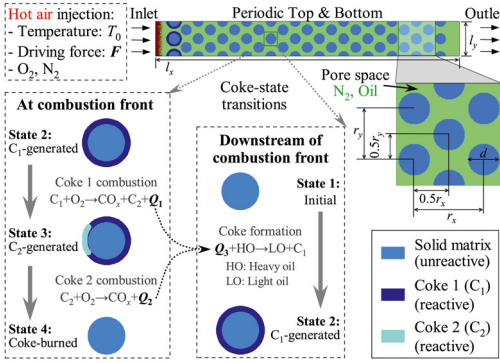 Hot air injection:
- Temperature: T₀
- Driving force: F
- O₂, N₂
Inlet
Periodic Top & Bottom
Outle
lₓ
l_y
Coke-state
transitions
Pore space
N₂, Oil
r_y
0.5r_y
d
0.5rₓ
rₓ
At combustion front
State 2:
C₁-generated
Coke 1 combustion
C₁+O₂→COₓ+C₂+Q₁
State 3:
C₂-generated
Coke 2 combustion
C₂+O₂→COₓ+Q₂
State 4:
Coke-burned
Downstream of
combustion front
State 1:
Initial
Coke formation
Q₃+HO→LO+C₁
HO: Heavy oil
LO: Light oil
State 2:
C₁-generated
Solid matrix
(unreactive)
Coke 1 (C₁)
(reactive)
Coke 2 (C₂)
(reactive)